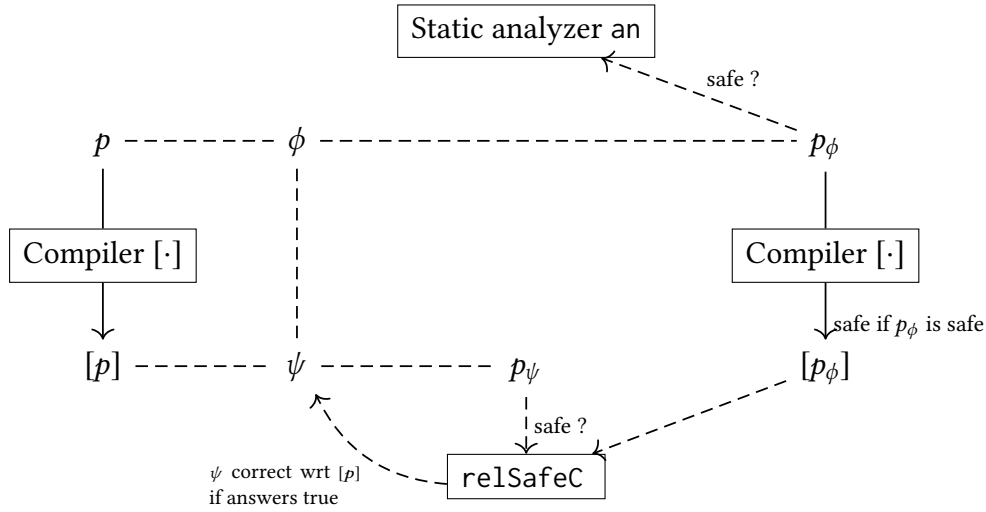 Static analyzer an
safe ?
p ϕ p_ϕ
Compiler [·] Compiler [·]
safe if p_ϕ is safe
[p] ψ p_ψ [p_ϕ]
safe ?
relSafeC
ψ correct wrt [p]
if answers true